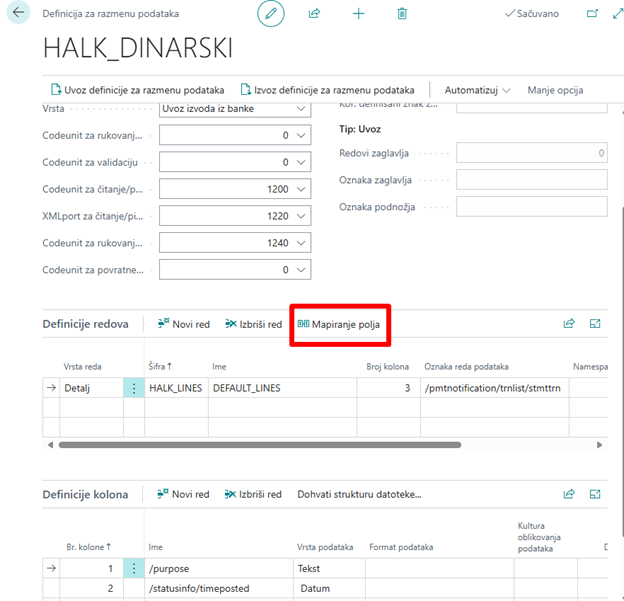 Definicija za razmenu podataka
Sačuvano
HALK_DINARSKI
Uvoz definicije za razmenu podataka
Izvoz definicije za razmenu podataka
Automatizuj
Manje opcija
Vrsta
Uvoz izvoda iz banke
Kor. definisani znak z...
Codeunit za rukovanj...
0
Tip: Uvoz
Codeunit za validaciju
0
Redovi zaglavlja
0
Codeunit za čitanje/p...
1200
Oznaka zaglavlja
XMLport za čitanje/pi...
1220
Oznaka podnožja
Codeunit za rukovanj...
1240
Codeunit za povratne...
0
Definicije redova
Novi red
Izbriši red
Mapiranje polja
Vrsta reda
Šifra↑
Ime
Broj kolona
Oznaka reda podataka
Namespa
Detalj
HALK_LINES
DEFAULT_LINES
3
/pmtnotification/trnlist/stmttrn
Definicije kolona
Novi red
Izbriši red
Dohvati strukturu datoteke...
Br. kolone ↑
Ime
Vrsta podataka
Format podataka
Kultura
oblikovanja
podataka
1
/purpose
Tekst
2
/statusinfo/timeposted
Datum